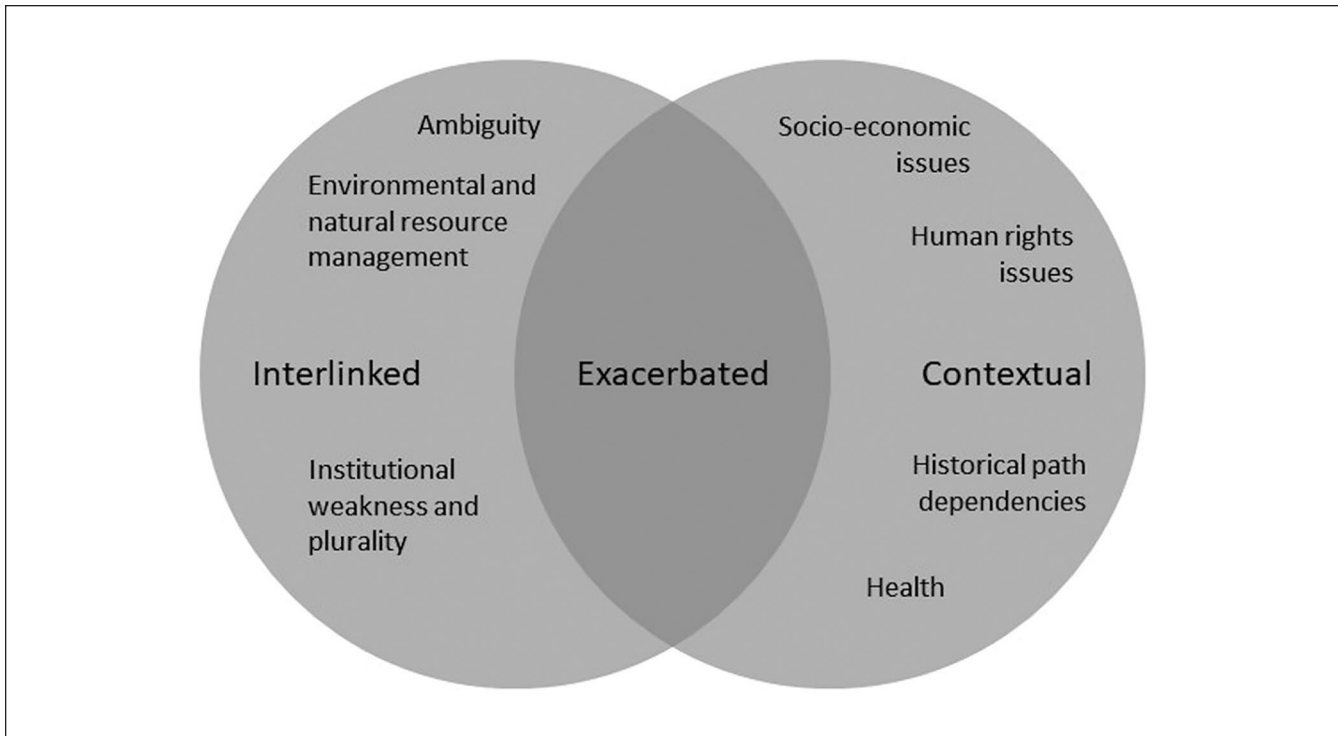 Ambiguity
Environmental and
natural resource
management
Interlinked
Institutional
weakness and
plurality
Exacerbated
Socio-economic
issues
Human rights
issues
Contextual
Historical path
dependencies
Health